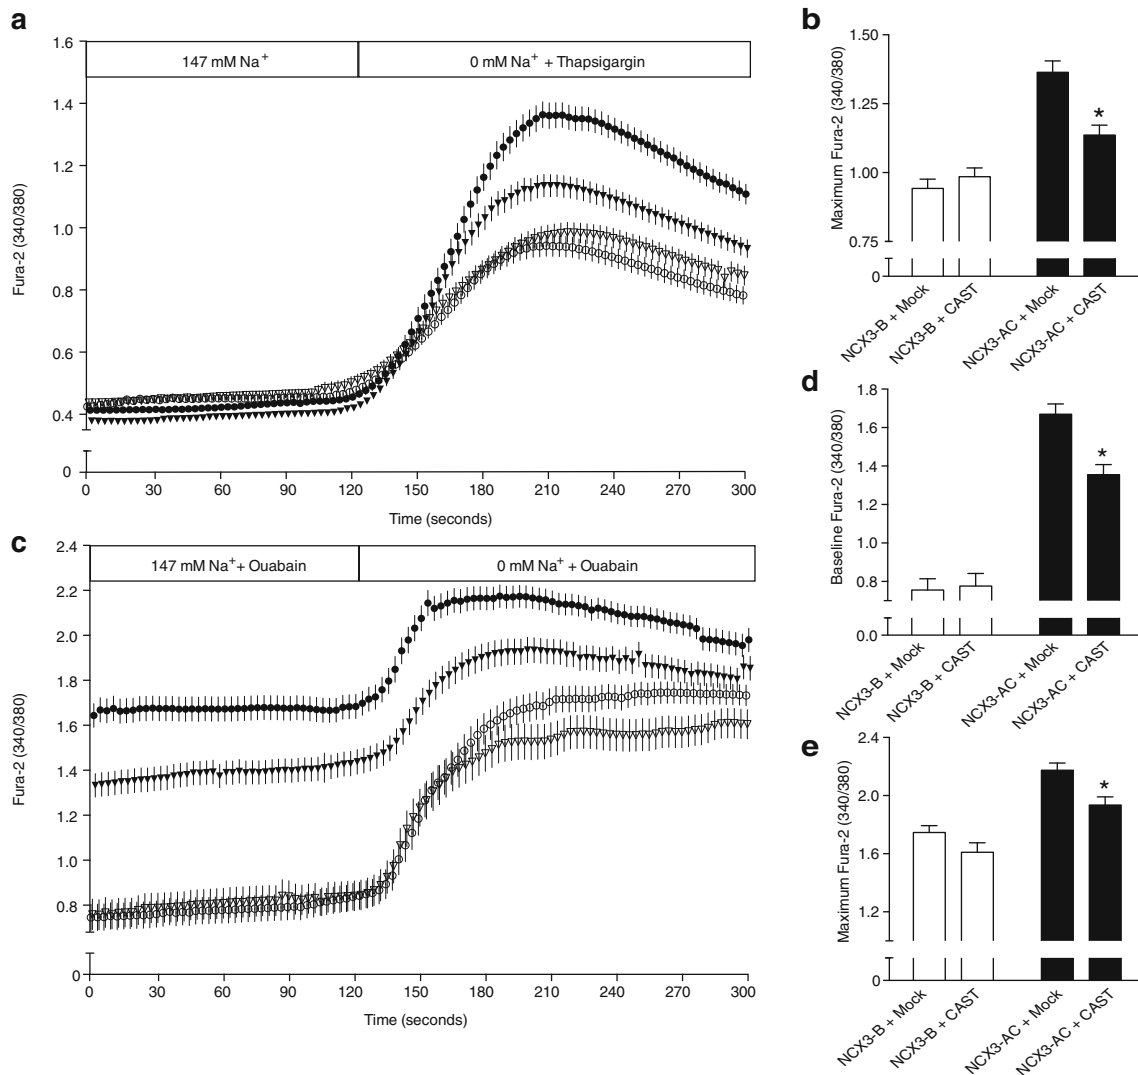 a
1.6
1.4
1.2
1.0
0.8
0.6
0.4
0
Fura-2 (340/380)
147 mM Na+
0 mM Na+ + Thapsigargin
0 30 60 90 120 150 180 210 240 270 300
Time (seconds)
b
1.50
1.25
1.00
0.75
0
Maximum Fura-2 (340/380)
*
NCX3-B + Mock
NCX3-B + CAST
NCX3-AC + Mock
NCX3-AC + CAST
c
2.4
2.2
2.0
1.8
1.6
1.4
1.2
1.0
0.8
0
Fura-2 (340/380)
147 mM Na+ + Ouabain
0 mM Na+ + Ouabain
0 30 60 90 120 150 180 210 240 270 300
Time (seconds)
d
1.8
1.6
1.4
1.2
1.0
0.8
0.0
Baseline Fura-2 (340/380)
*
NCX3-B + Mock
NCX3-B + CAST
NCX3-AC + Mock
NCX3-AC + CAST
e
2.4
2.0
1.6
1.2
0
Maximum Fura-2 (340/380)
*
NCX3-B + Mock
NCX3-B + CAST
NCX3-AC + Mock
NCX3-AC + CAST